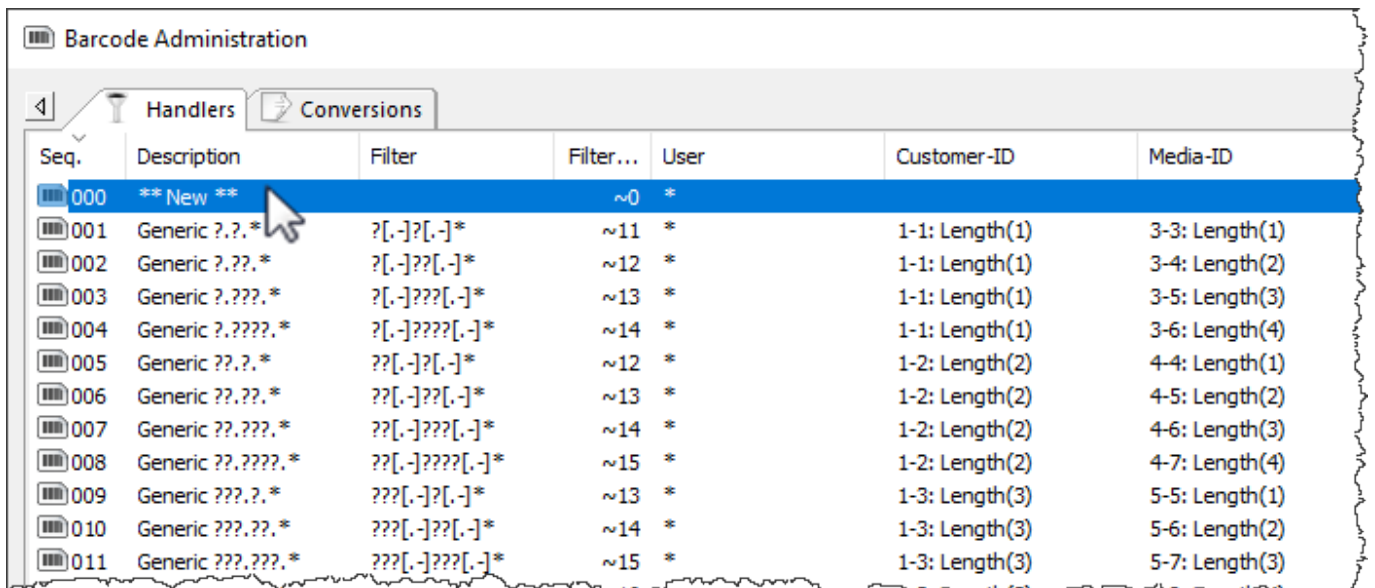 Barcode Administration
Handlers Conversions
Seq. Description Filter Filter... User Customer-ID Media-ID
000 ** New ** ~0 *
001 Generic ?.?.* ?[.-]?[.-]* ~11 * 1-1: Length(1) 3-3: Length(1)
002 Generic ?.??.* ?[.-]??[.-]* ~12 * 1-1: Length(1) 3-4: Length(2)
003 Generic ?.???.* ?[.-]???[.-]* ~13 * 1-1: Length(1) 3-5: Length(3)
004 Generic ?.????.* ?[.-]????[.-]* ~14 * 1-1: Length(1) 3-6: Length(4)
005 Generic ??.?.* ??[.-]?[.-]* ~12 * 1-2: Length(2) 4-4: Length(1)
006 Generic ??.??.* ??[.-]??[.-]* ~13 * 1-2: Length(2) 4-5: Length(2)
007 Generic ??.???.* ??[.-]???[.-]* ~14 * 1-2: Length(2) 4-6: Length(3)
008 Generic ??.????.* ??[.-]????[.-]* ~15 * 1-2: Length(2) 4-7: Length(4)
009 Generic ???.?.* ???[.-]?[.-]* ~13 * 1-3: Length(3) 5-5: Length(1)
010 Generic ???.??.* ???[.-]??[.-]* ~14 * 1-3: Length(3) 5-6: Length(2)
011 Generic ???.???.* ???[.-]???[.-]* ~15 * 1-3: Length(3) 5-7: Length(3)